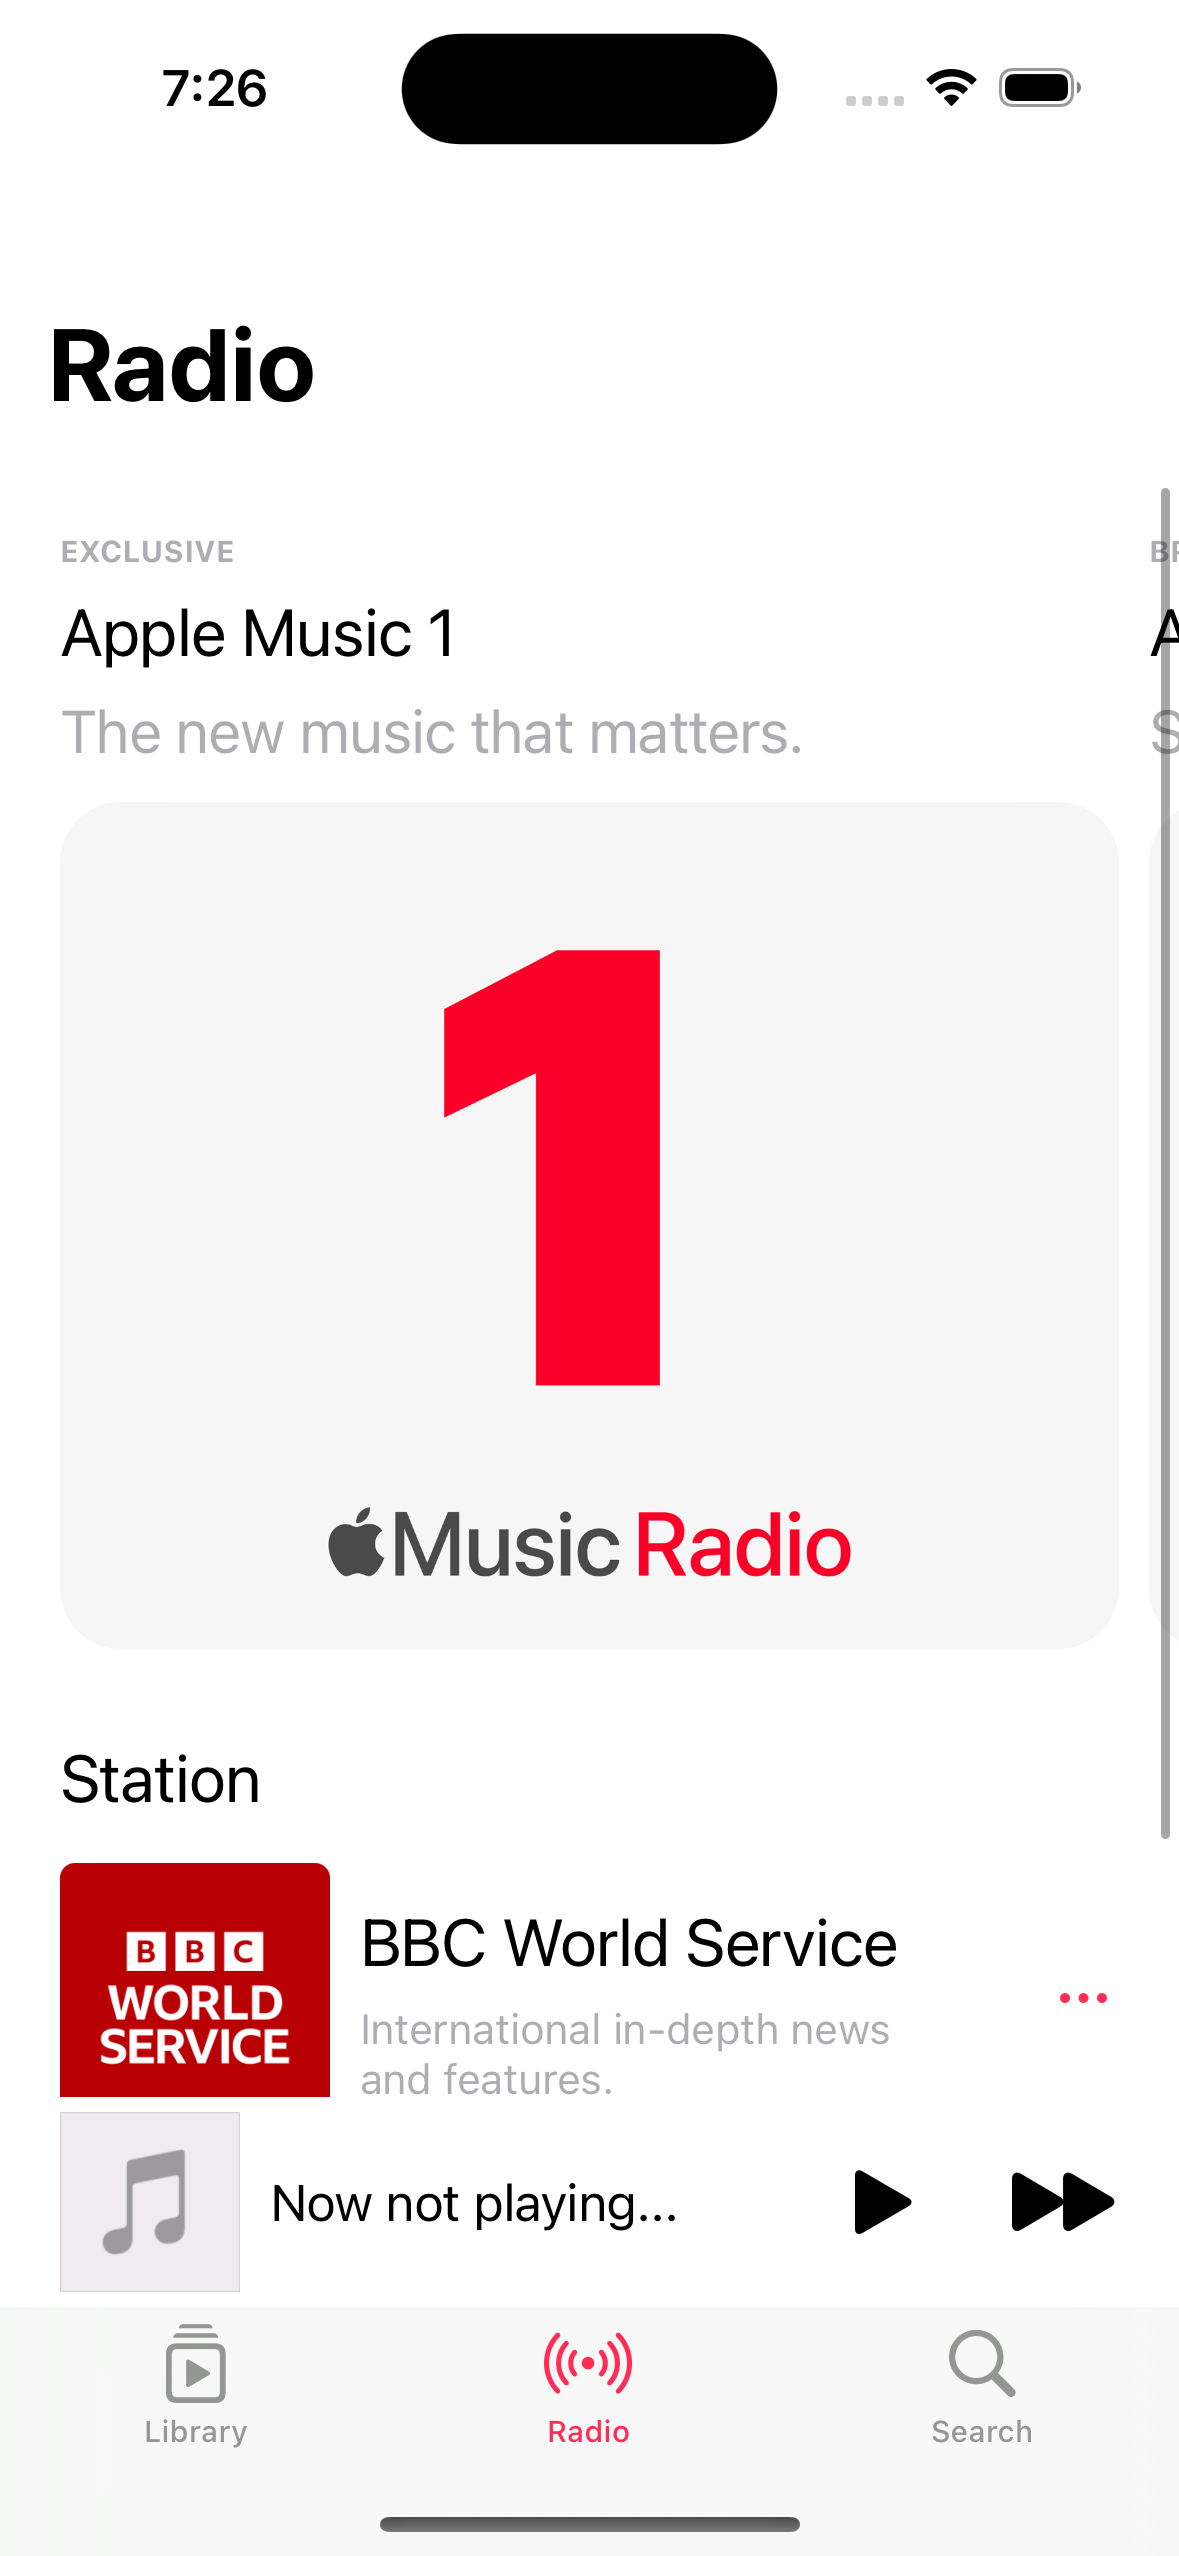 7:26
Radio
EXCLUSIVE
Apple Music 1
The new music that matters.
1
Music Radio
Station
BBC
WORLD
SERVICE
BBC World Service
International in-depth news
and features.
Now not playing...
Library
Radio
Search